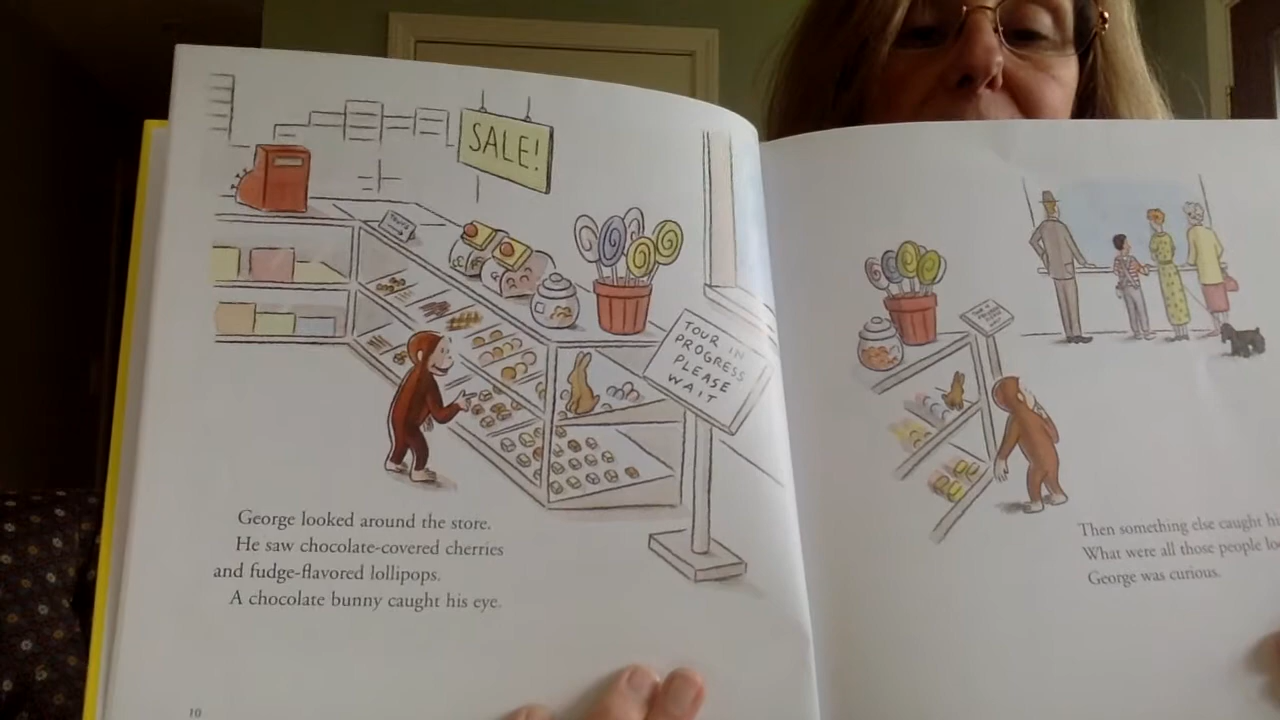 SALE!
TOUR IN
PROGRESS
PLEASE
WAIT
George looked around the store.
He saw chocolate-covered cherries
and fudge-flavored lollipops.
A chocolate bunny caught his eye.
10
Then something else caught
What were all those people
George was curious.